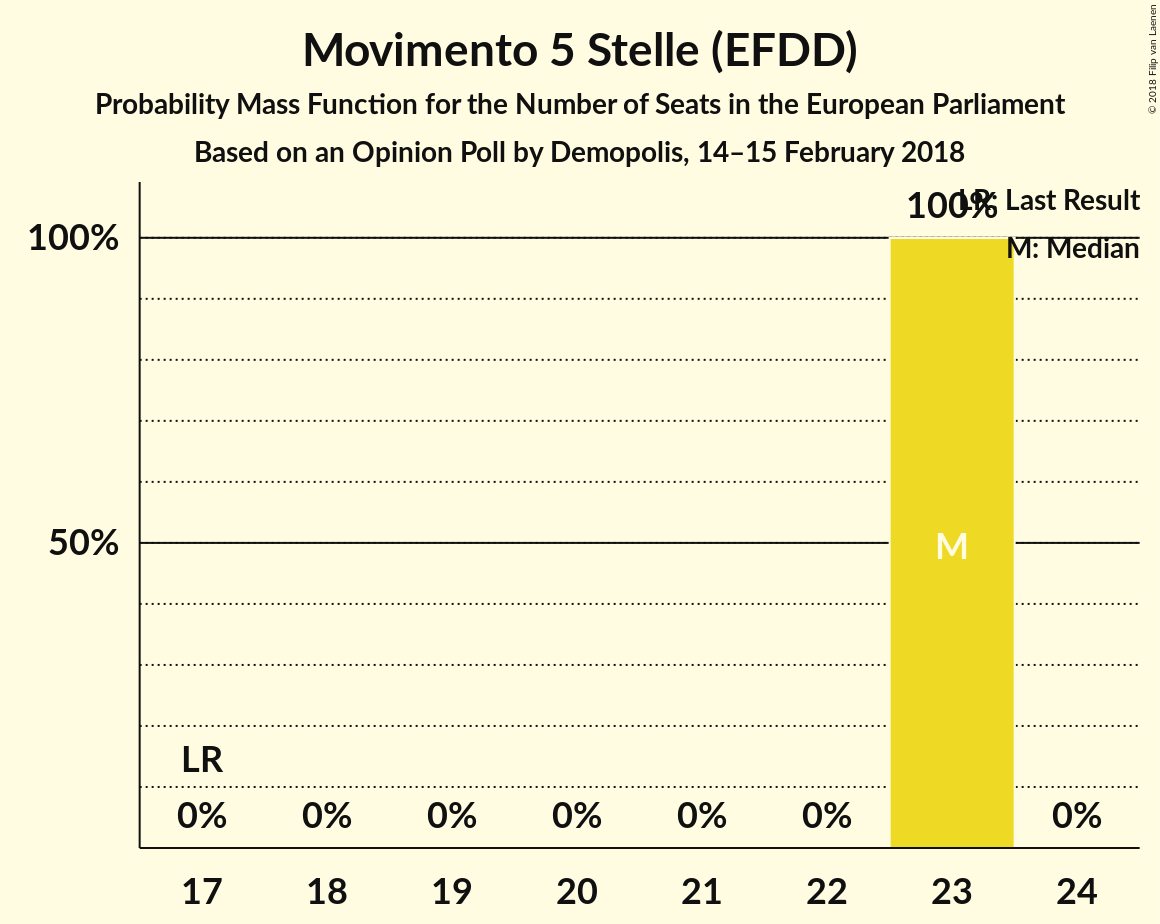 Movimento 5 Stelle (EFDD)
Probability Mass Function for the Number of Seats in the European Parliament
Based on an Opinion Poll by Demopolis, 14–15 February 2018
© 2018 Filip van Laenen
LR: Last Result
M: Median
100%
100%
50%
M
LR
0% 0% 0% 0% 0% 0% 0%
17 18 19 20 21 22 23 24